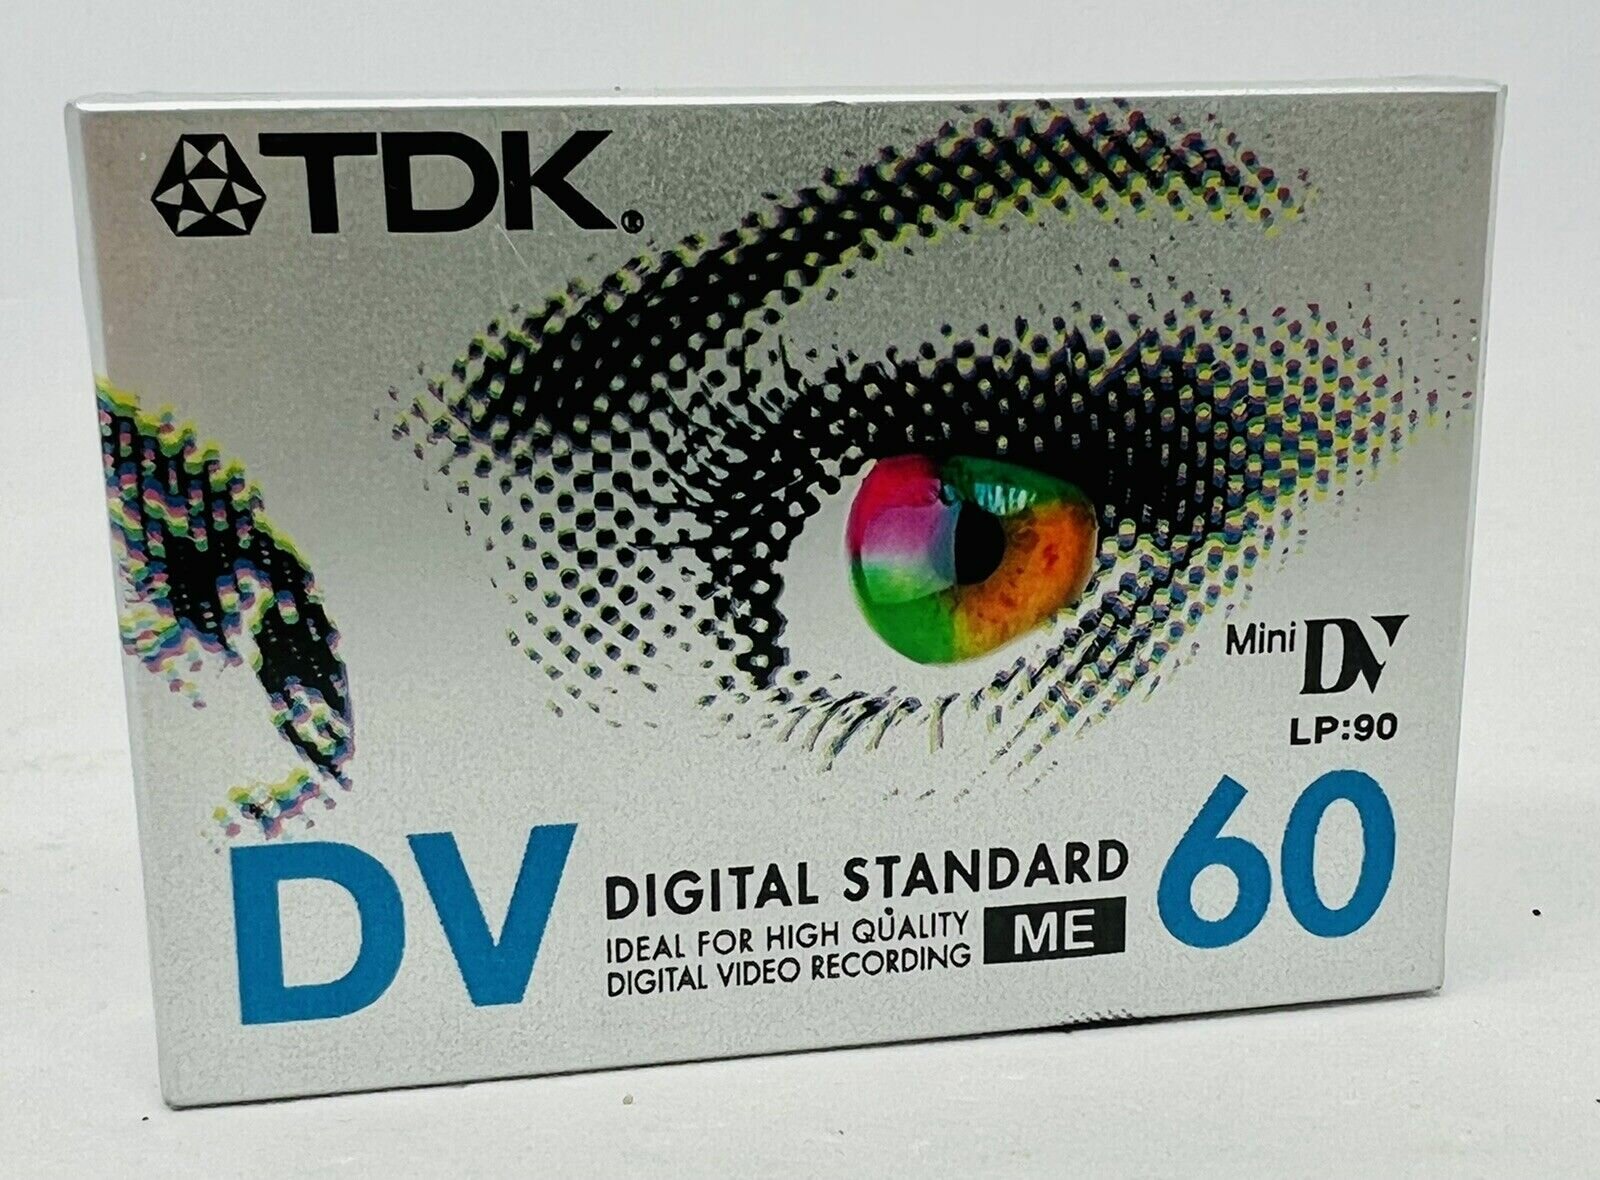 TDK®
Mini DV
LP:90
DV DIGITAL STANDARD 60
IDEAL FOR HIGH QUALITY
DIGITAL VIDEO RECORDING ME